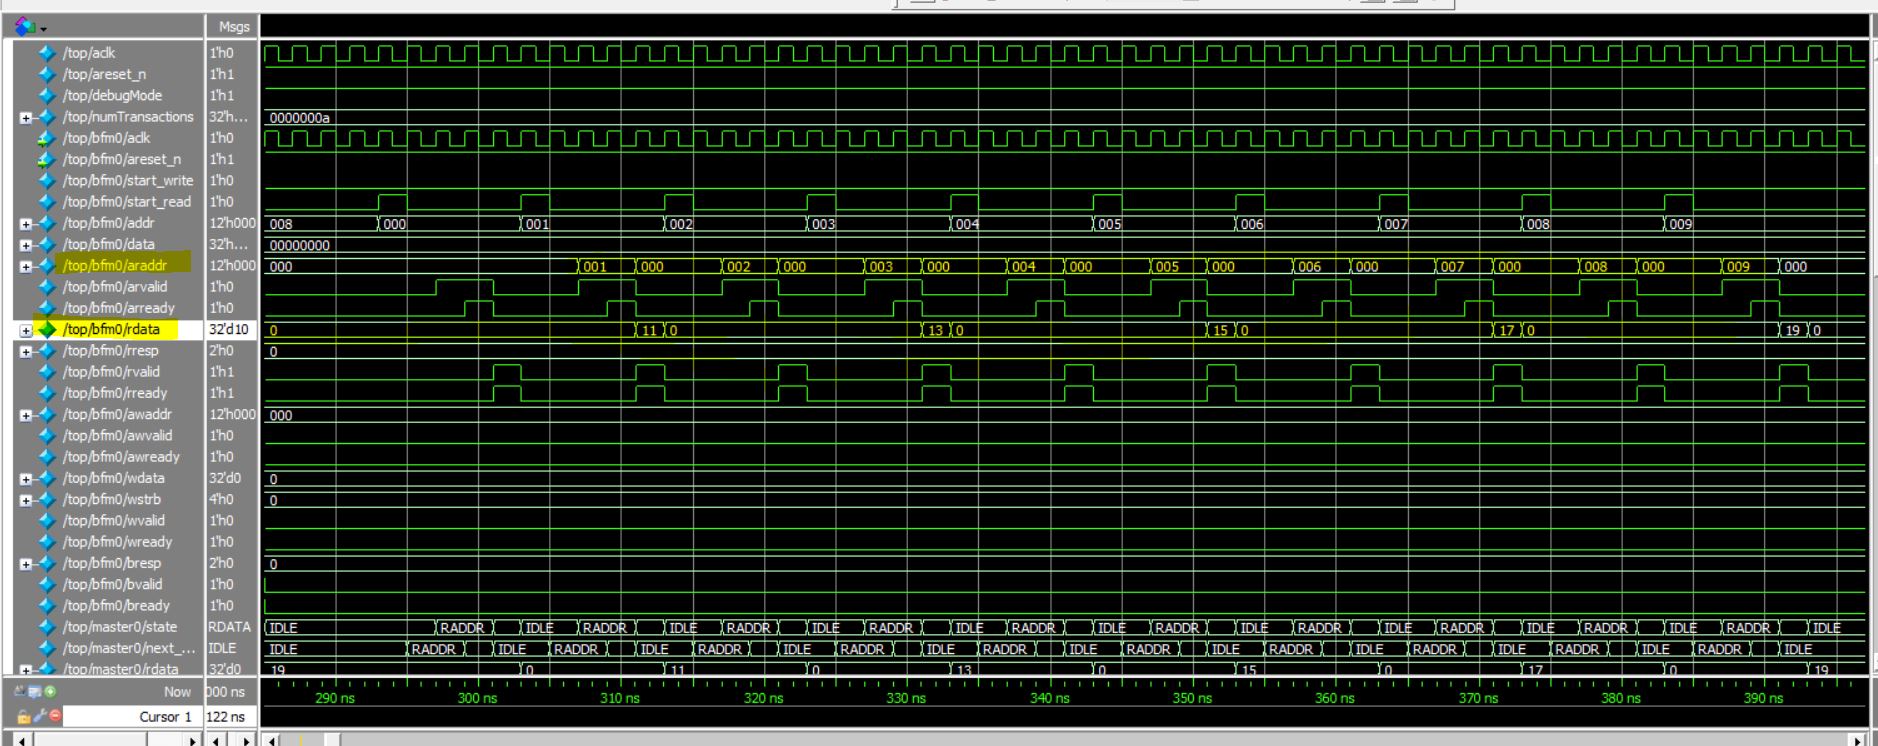 Msgs
/top/aclk 1'h0
/top/areset_n 1'h1
/top/debugMode 1'h1
/top/numTransactions 32'h... 0000000a
/top/bfm0/aclk 1'h0
/top/bfm0/areset_n 1'h1
/top/bfm0/start_write 1'h0
/top/bfm0/start_read 1'h0
/top/bfm0/addr 12'h000 008 000 001 002 003 004 005 006 007 008 009
/top/bfm0/data 32'h... 00000000
/top/bfm0/araddr 12'h000 000 001 000 002 000 003 000 004 000 005 000 006 000 007 000 008 000 009 000
/top/bfm0/arvalid 1'h0
/top/bfm0/arready 1'h0
/top/bfm0/rdata 32'd10 0 11 0 13 0 15 0 17 0 19 0
/top/bfm0/rresp 2'h0 0
/top/bfm0/rvalid 1'h1
/top/bfm0/rready 1'h1
/top/bfm0/awaddr 12'h000 000
/top/bfm0/awvalid 1'h0
/top/bfm0/awready 1'h0
/top/bfm0/wdata 32'd0 0
/top/bfm0/wstrb 4'h0 0
/top/bfm0/wvalid 1'h0
/top/bfm0/wready 1'h0
/top/bfm0/bresp 2'h0 0
/top/bfm0/bvalid 1'h0
/top/bfm0/bready 1'h0
/top/master0/state RDATA IDLE RADDR IDLE RADDR IDLE RADDR IDLE RADDR IDLE RADDR IDLE RADDR IDLE RADDR IDLE RADDR IDLE RADDR IDLE RADDR IDLE
/top/master0/next_... IDLE IDLE RADDR IDLE RADDR IDLE RADDR IDLE RADDR IDLE RADDR IDLE RADDR IDLE RADDR IDLE RADDR IDLE RADDR IDLE RADDR IDLE
/top/master0/rdata 32'd0 19 0 11 0 13 0 15 0 17 0 19
Now 000 ns
290 ns 300 ns 310 ns 320 ns 330 ns 340 ns 350 ns 360 ns 370 ns 380 ns 390 ns
Cursor 1 122 ns